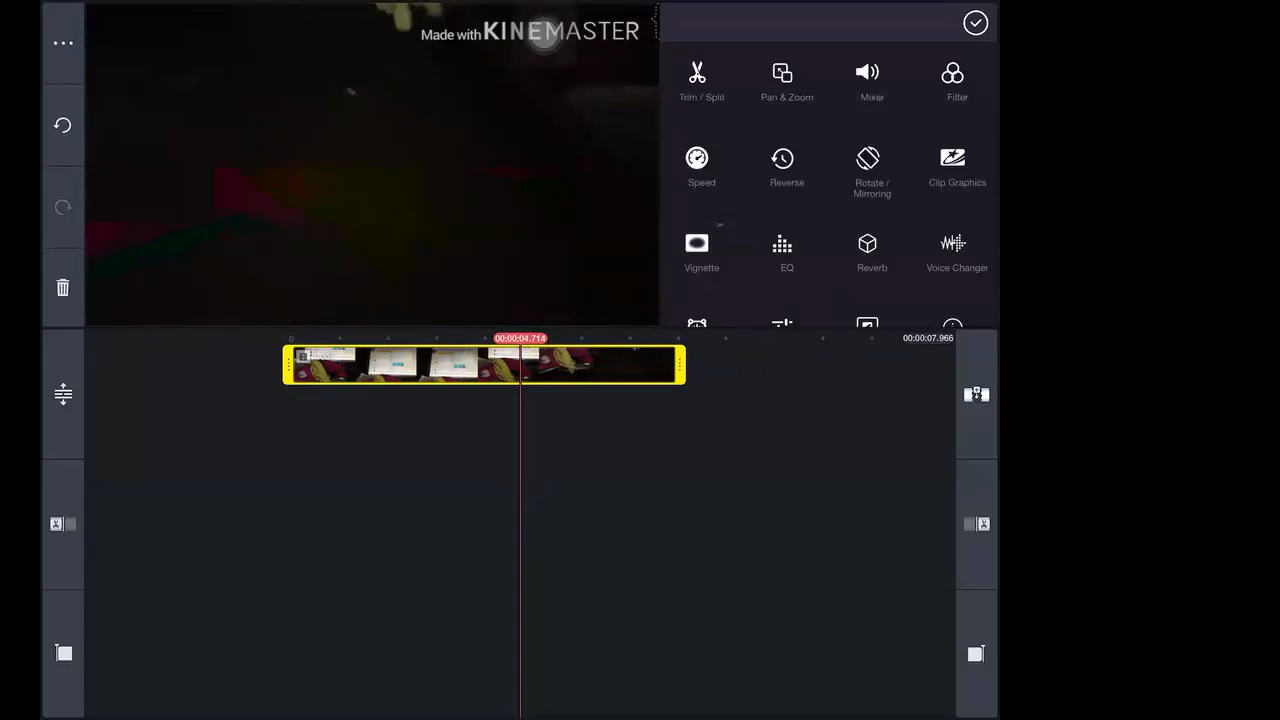 Made with KINEMASTER
Trim / Split
Pan & Zoom
Mixer
Filter
Speed
Reverse
Rotate /
Mirroring
Clip Graphics
Vignette
EQ
Reverb
Voice Changer
00:00:04.714
00:00:07.966